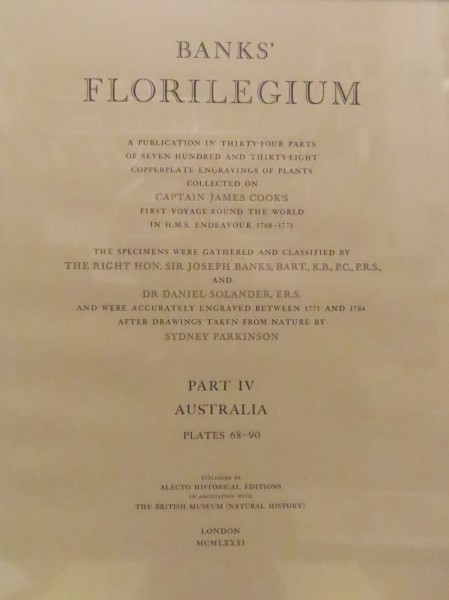 BANKS'
FLORILEGIUM
A PUBLICATION IN THIRTY-FOUR PARTS
OF SEVEN HUNDRED AND THIRTY-EIGHT
COPPERPLATE ENGRAVINGS OF PLANTS
COLLECTED ON
CAPTAIN JAMES COOK'S
FIRST VOYAGE ROUND THE WORLD
IN H.M.S. ENDEAVOUR 1768-1771
THE SPECIMENS WERE GATHERED AND CLASSIFIED BY
THE RIGHT HON. SIR JOSEPH BANKS, BART., K.B., P.C., P.R.S.,
AND
DR DANIEL SOLANDER, F.R.S.
AND WERE ACCURATELY ENGRAVED BETWEEN 1771 AND 1784
AFTER DRAWINGS TAKEN FROM NATURE BY
SYDNEY PARKINSON
PART IV
AUSTRALIA
PLATES 68-90
PUBLISHED BY
ALECTO HISTORICAL EDITIONS
IN ASSOCIATION WITH
THE BRITISH MUSEUM (NATURAL HISTORY)
LONDON
MCMLXXXI